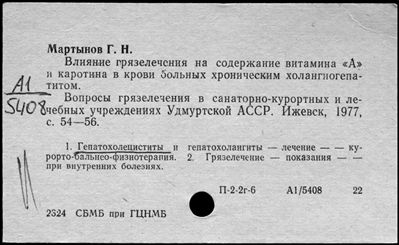 Мартынов Г. Н.
Влияние грязелечения на содержание витамина «А»
и каротина в крови больных хроническим холангиогепа-
титом.
А1
5408
Вопросы грязелечения в санаторно-курортных и ле-
чебных учреждениях Удмуртской АССР. Ижевск, 1977,
с. 54—56.
1. Гепатохолециститы и гепатохолангиты — лечение — — ку-
рорто-бальнео-физиотерапия. 2. Грязелечение — показания — —
при внутренних болезнях.
П-2-2г-6 А1/5408 22
2324 СБМБ при ГЦНМБ